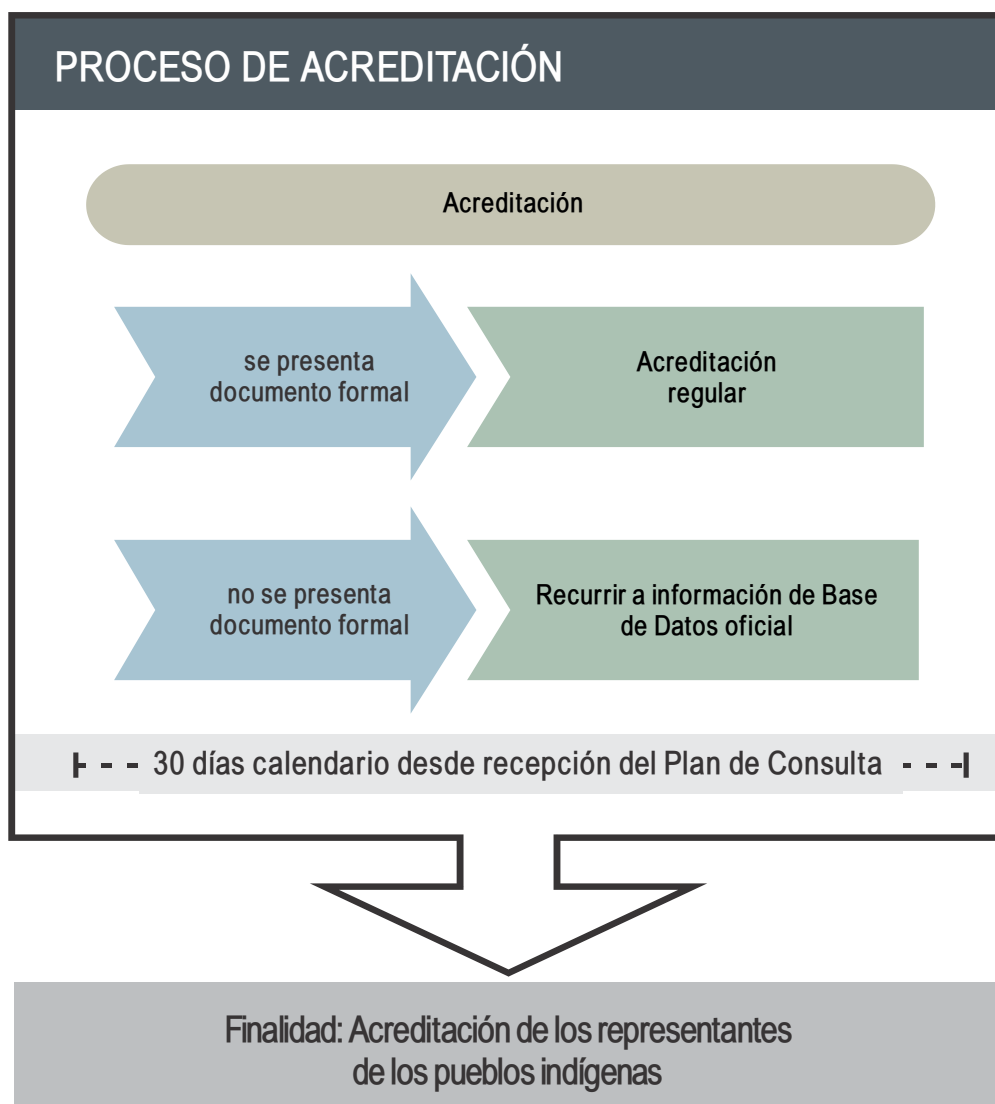 PROCESO DE ACREDITACIÓN
Acreditación
se presenta
documento formal
Acreditación
regular
no se presenta
documento formal
Recurrir a información de Base
de Datos oficial
30 días calendario desde recepción del Plan de Consulta
Finalidad: Acreditación de los representantes
de los pueblos indígenas